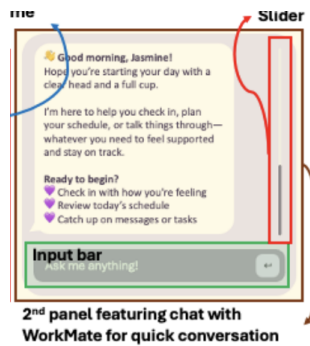 me
Slider
👋 Good morning, Jasmine!
Hope you're starting your day with a
clear head and a full cup.
I'm here to help you check in, plan
your schedule, or talk things through—
whatever you need to feel supported
and stay on track.
Ready to begin?
💜 Check in with how you're feeling
💜 Review today's schedule
💜 Catch up on messages or tasks
Input bar
Ask me anything!
2nd panel featuring chat with
WorkMate for quick conversation